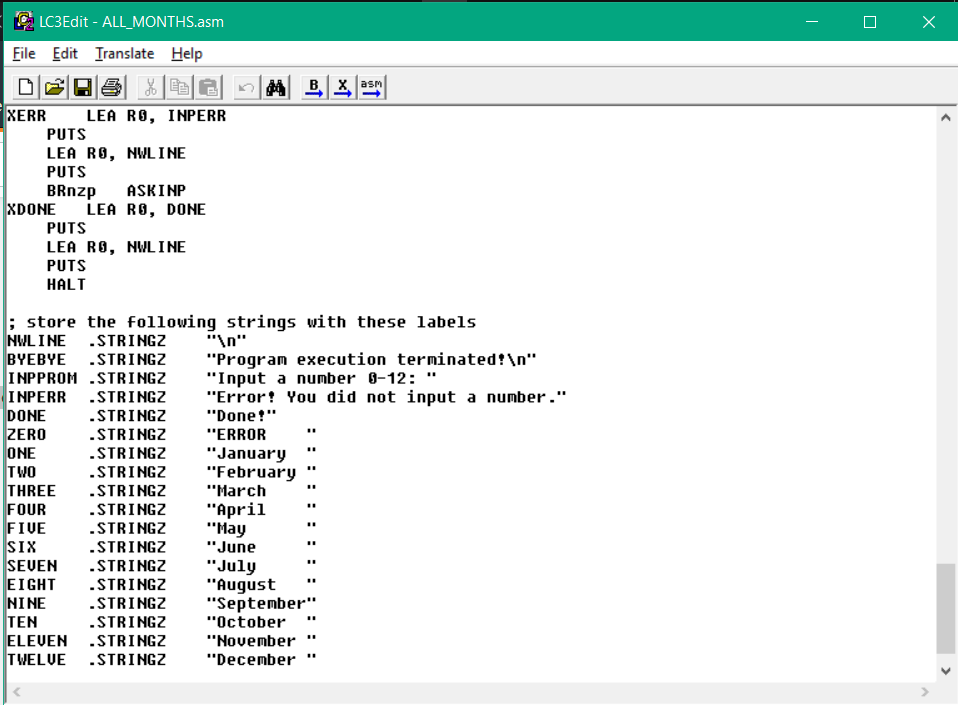 LC3Edit - ALL_MONTHS.asm
File Edit Translate Help
B X asm
XERR    LEA R0, INPERR
    PUTS
    LEA R0, NWLINE
    PUTS
    BRnzp   ASKINP
XDONE   LEA R0, DONE
    PUTS
    LEA R0, NWLINE
    PUTS
    HALT

; store the following strings with these labels
NWLINE  .STRINGZ    "\n"
BYEBYE  .STRINGZ    "Program execution terminated!\n"
INPPROM .STRINGZ    "Input a number 0-12: "
INPERR  .STRINGZ    "Error! You did not input a number."
DONE    .STRINGZ    "Done!"
ZERO    .STRINGZ    "ERROR    "
ONE     .STRINGZ    "January  "
TWO     .STRINGZ    "February "
THREE   .STRINGZ    "March    "
FOUR    .STRINGZ    "April    "
FIVE    .STRINGZ    "May      "
SIX     .STRINGZ    "June     "
SEVEN   .STRINGZ    "July     "
EIGHT   .STRINGZ    "August   "
NINE    .STRINGZ    "September"
TEN     .STRINGZ    "October  "
ELEVEN  .STRINGZ    "November "
TWELVE  .STRINGZ    "December "